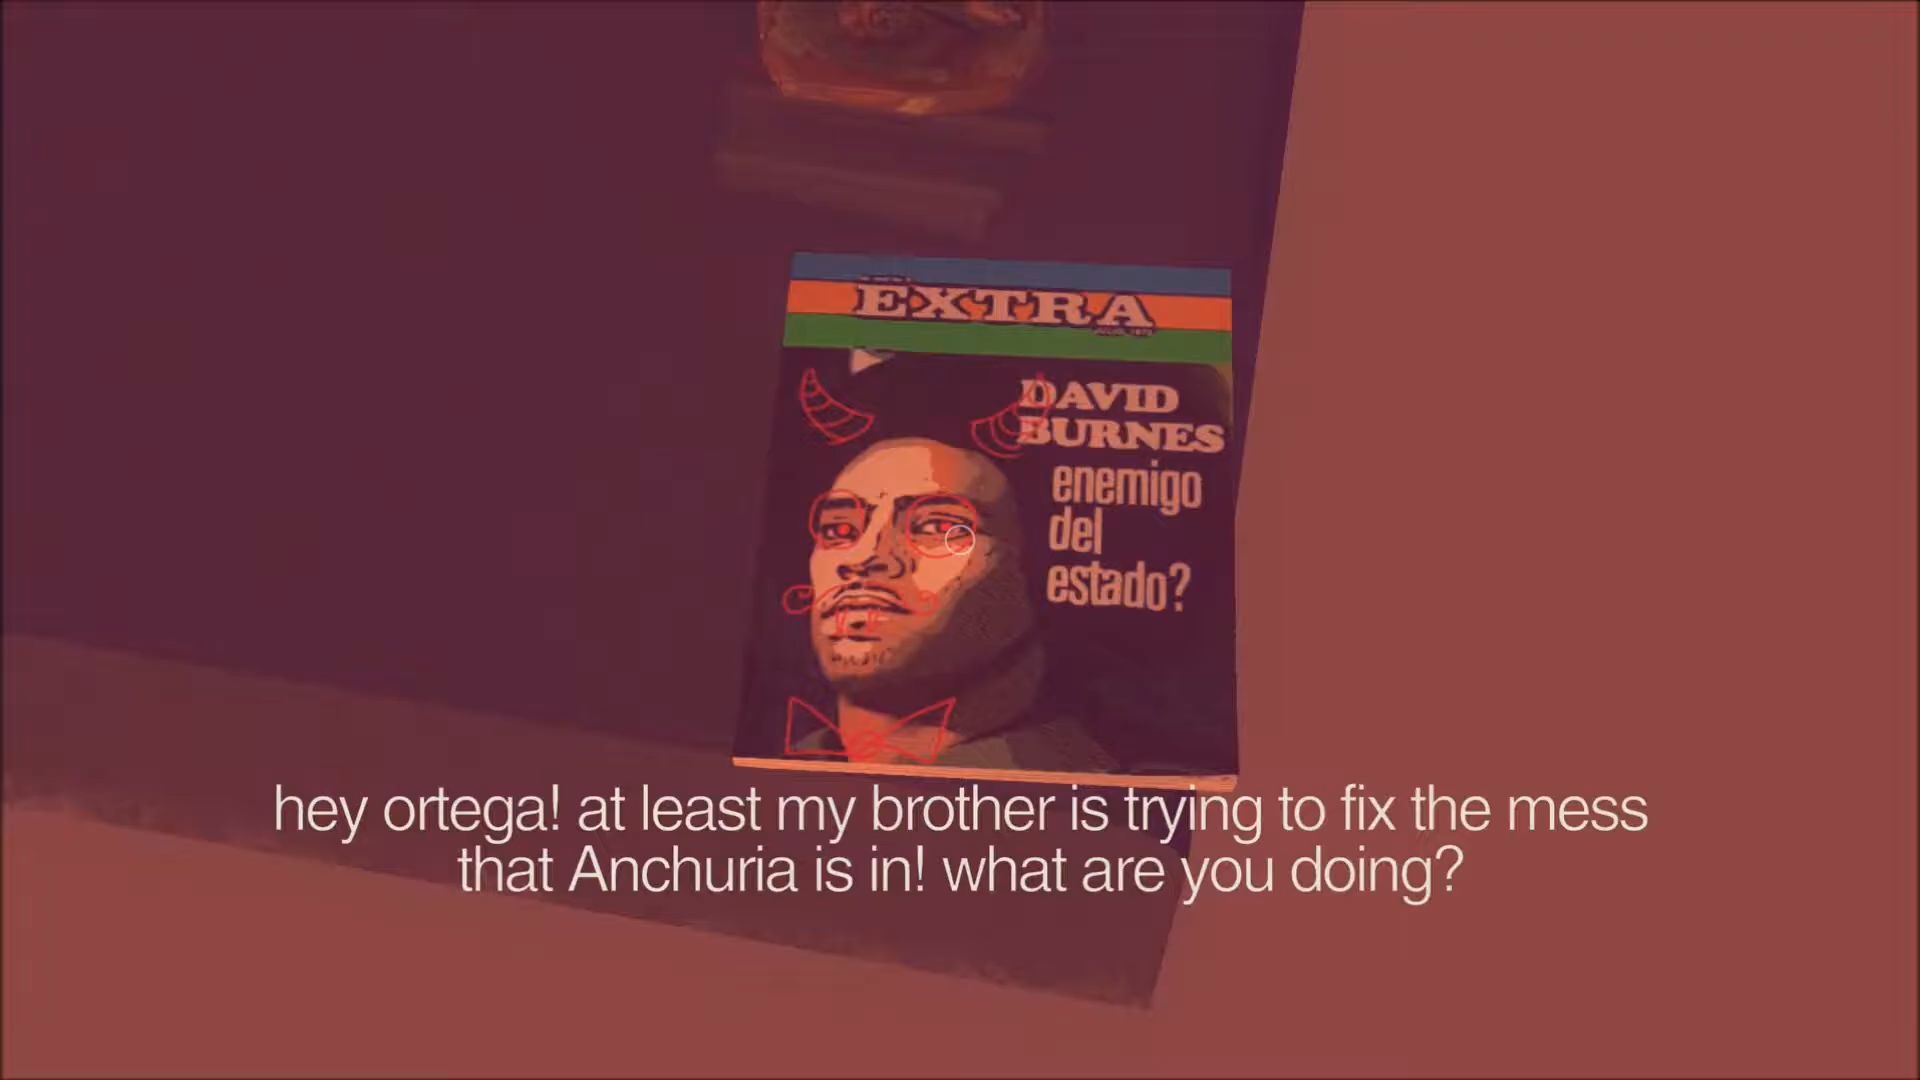 EXTRA
DAVID
BURNES
enemigo
del
estado?
hey ortega! at least my brother is trying to fix the mess
that Anchuria is in! what are you doing?